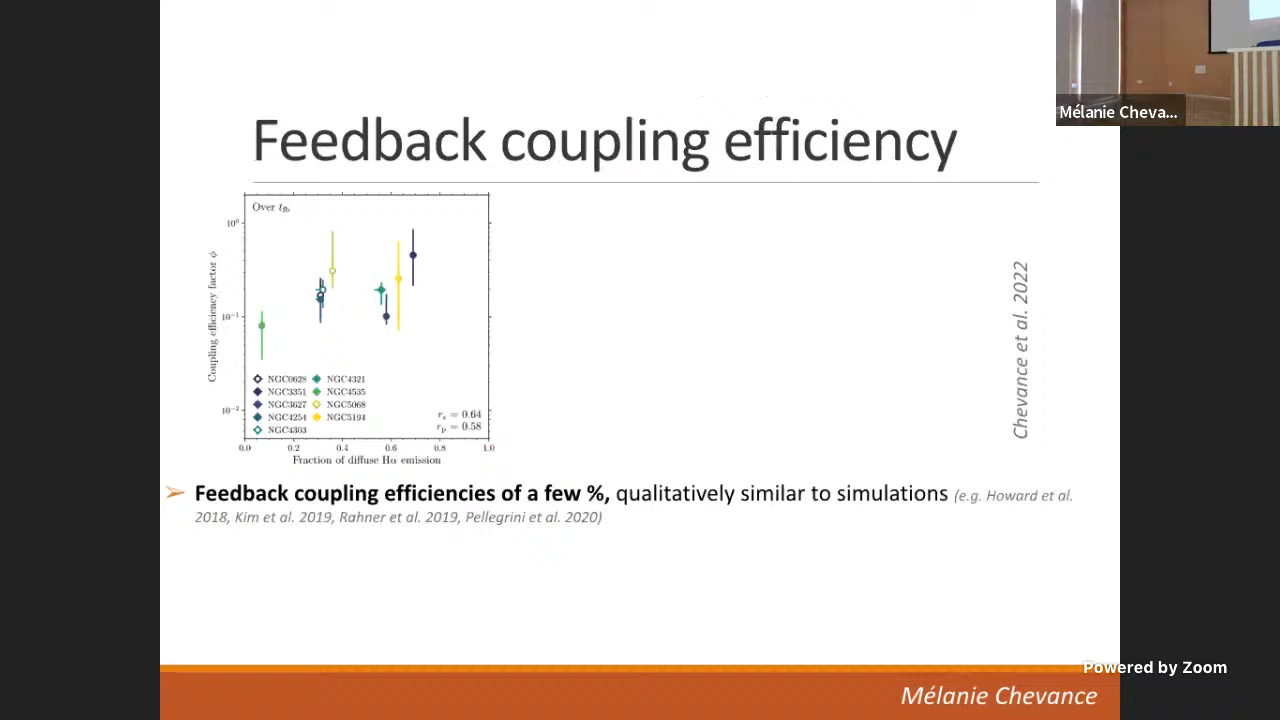 Mélanie Cheva...
Feedback coupling efficiency
Over t_fb
10^0
10^-1
10^-2
Coupling efficiency factor ϕ
NGC0628 NGC4321
NGC3351 NGC4535
NGC3627 NGC5068
NGC4254 NGC5194
NGC4303
r_s = 0.64
r_p = 0.58
0.0 0.2 0.4 0.6 0.8 1.0
Fraction of diffuse Hα emission
Chevance et al. 2022
➢ Feedback coupling efficiencies of a few %, qualitatively similar to simulations (e.g. Howard et al.
2018, Kim et al. 2019, Rahner et al. 2019, Pellegrini et al. 2020)
Powered by Zoom
Mélanie Chevance